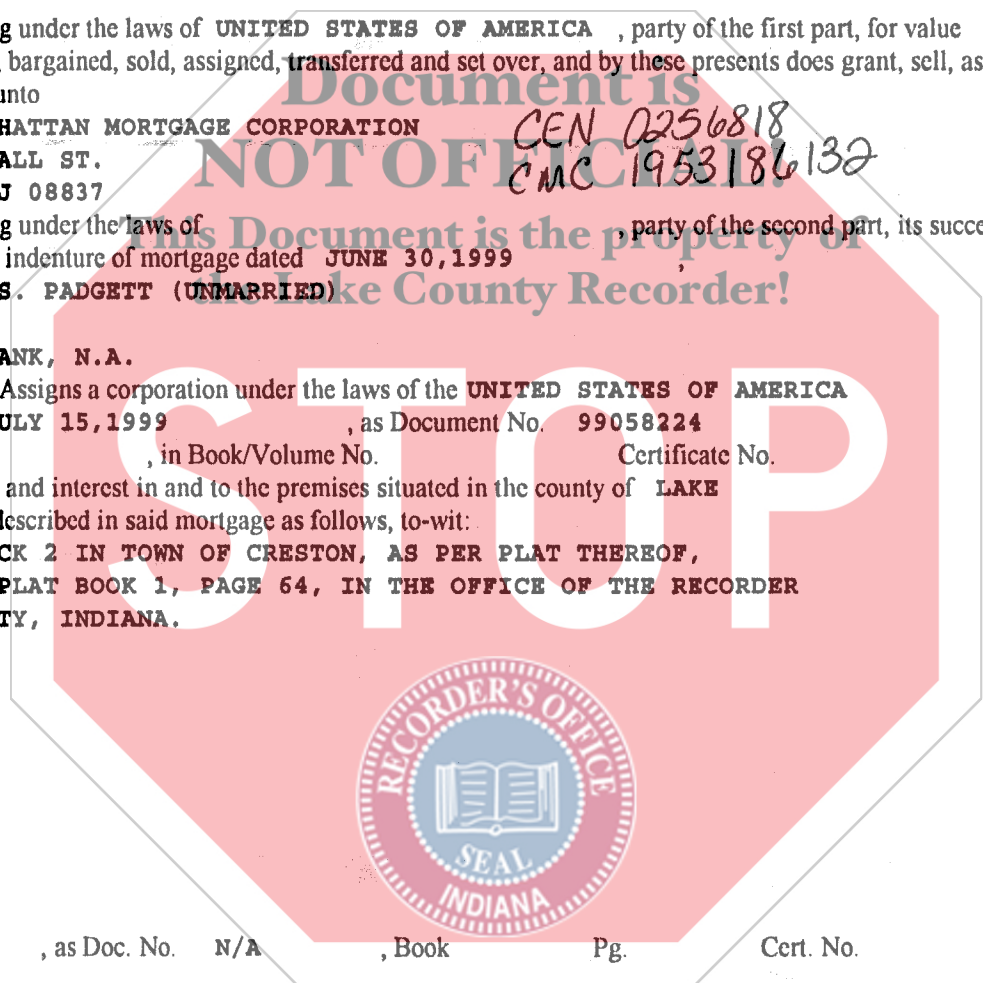 g under the laws of UNITED STATES OF AMERICA , party of the first part, for value
, bargained, sold, assigned, transferred and set over, and by these presents does grant, sell, as
unto
HATTAN MORTGAGE CORPORATION
CEN 0256818
ALL ST.
CMC 1953186132
J 08837
g under the laws of , party of the second part, its succe
indenture of mortgage dated JUNE 30,1999 ,
S. PADGETT (UNMARRIED)
ANK, N.A.
Assigns a corporation under the laws of the UNITED STATES OF AMERICA
ULY 15,1999 , as Document No. 99058224
, in Book/Volume No. Certificate No.
and interest in and to the premises situated in the county of LAKE
described in said mortgage as follows, to-wit:
CK 2 IN TOWN OF CRESTON, AS PER PLAT THEREOF,
PLAT BOOK 1, PAGE 64, IN THE OFFICE OF THE RECORDER
TY, INDIANA.
, as Doc. No. N/A , Book Pg. Cert. No.
Document is
NOT OFFICIAL!
This Document is the property of
the Lake County Recorder!
STOP
RECORDER'S OFFICE
SEAL
INDIANA